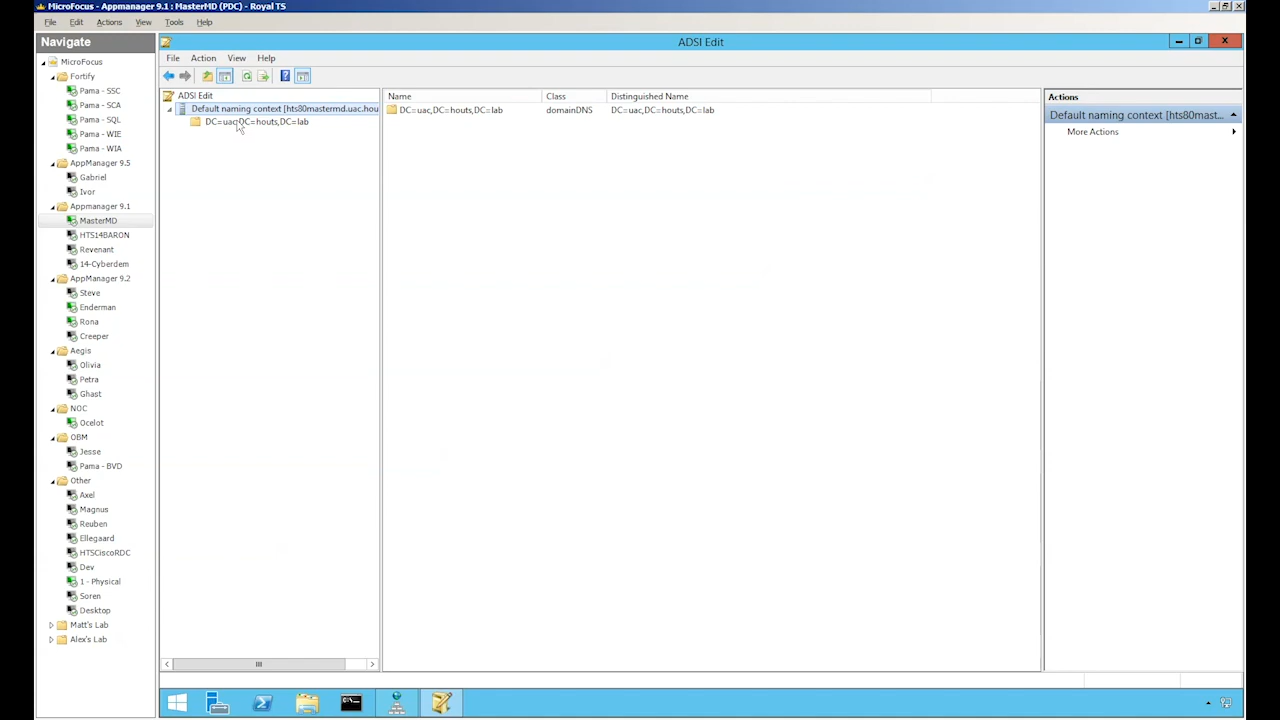 MicroFocus - Appmanager 9.1 : MasterMD (PDC) - Royal TS
File Edit Actions View Tools Help
Navigate
MicroFocus
Fortify
Pama - SSC
Pama - SCA
Pama - SQL
Pama - WIE
Pama - WIA
AppManager 9.5
Gabriel
Ivor
Appmanager 9.1
MasterMD
HTS14BARON
Revenant
14-Cyberdem
AppManager 9.2
Steve
Enderman
Rona
Creeper
Aegis
Olivia
Petra
Ghast
NOC
Ocelot
OBM
Jesse
Pama - BVD
Other
Axel
Magnus
Reuben
Ellegaard
HTSCiscoRDC
Dev
1 - Physical
Soren
Desktop
Matt's Lab
Alex's Lab
ADSI Edit
File Action View Help
ADSI Edit
Default naming context [hts80mastermd.uac.hou
DC=uac,DC=houts,DC=lab
Name Class Distinguished Name
DC=uac,DC=houts,DC=lab domainDNS DC=uac,DC=houts,DC=lab
Actions
Default naming context [hts80mast...
More Actions